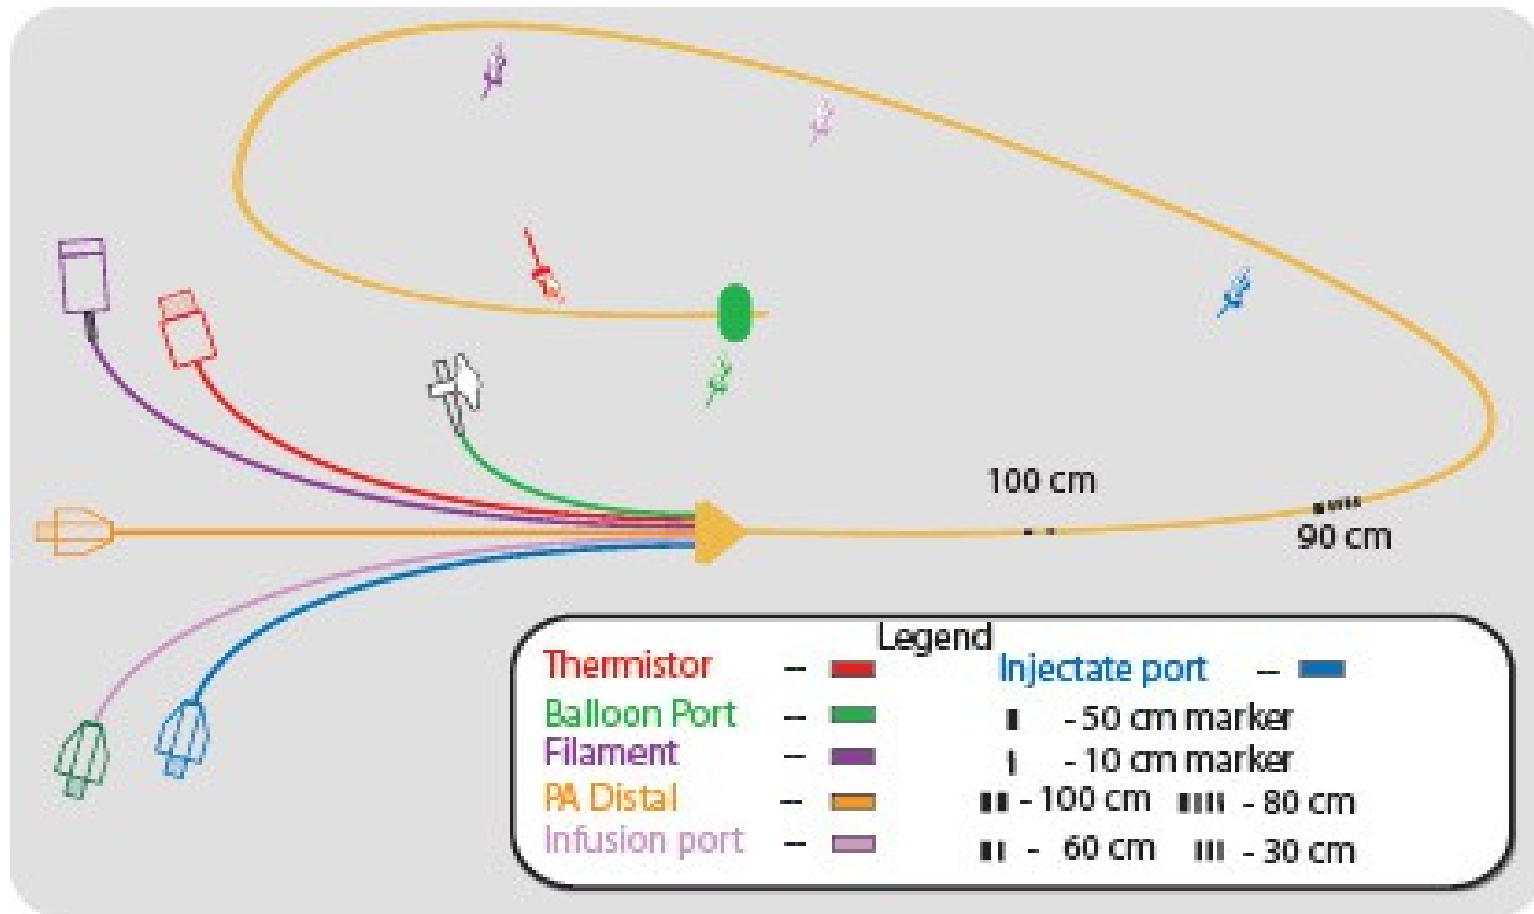 100 cm
90 cm
Legend
Thermistor --
Injectate port --
Balloon Port --
- 50 cm marker
Filament --
- 10 cm marker
PA Distal --
- 100 cm
- 80 cm
Infusion port --
- 60 cm
- 30 cm